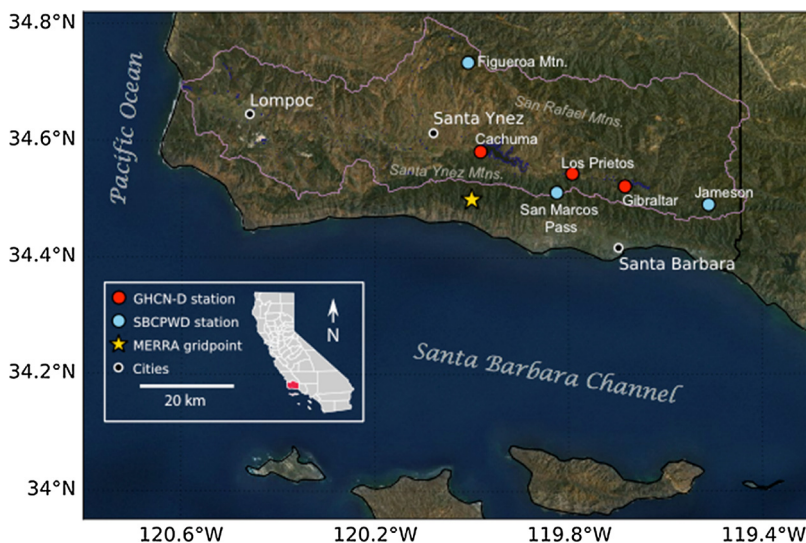 34.8°N
Figueroa Mtn.
Pacific Ocean
Lompoc
San Rafael Mtns.
Santa Ynez
34.6°N
Cachuma
Los Prietos
Santa Ynez Mtns.
Jameson
Gibraltar
San Marcos
Pass
34.4°N
Santa Barbara
GHCN-D station
SBCPWD station
MERRA gridpoint
Cities
20 km
N
Santa Barbara Channel
34.2°N
34°N
120.6°W
120.2°W
119.8°W
119.4°W